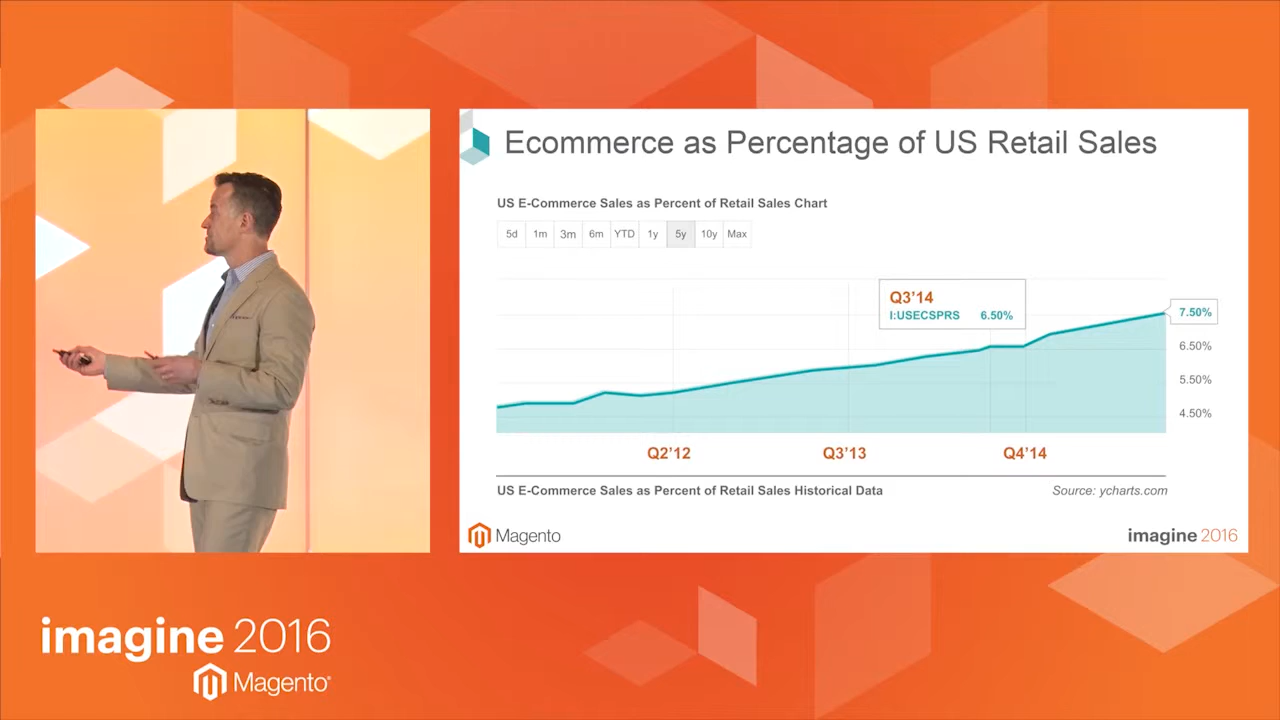 Ecommerce as Percentage of US Retail Sales
US E-Commerce Sales as Percent of Retail Sales Chart
5d 1m 3m 6m YTD 1y 5y 10y Max
Q3'14
I:USECSPRS 6.50%
7.50%
6.50%
5.50%
4.50%
Q2'12 Q3'13 Q4'14
US E-Commerce Sales as Percent of Retail Sales Historical Data Source: ycharts.com
Magento imagine 2016
imagine 2016
Magento®